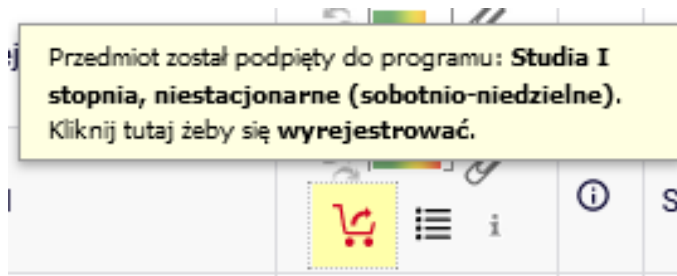 Przedmiot został podpięty do programu: Studia I
stopnia, niestacjonarne (sobotnio-niedzielne).
Kliknij tutaj żeby się wyrejestrować.